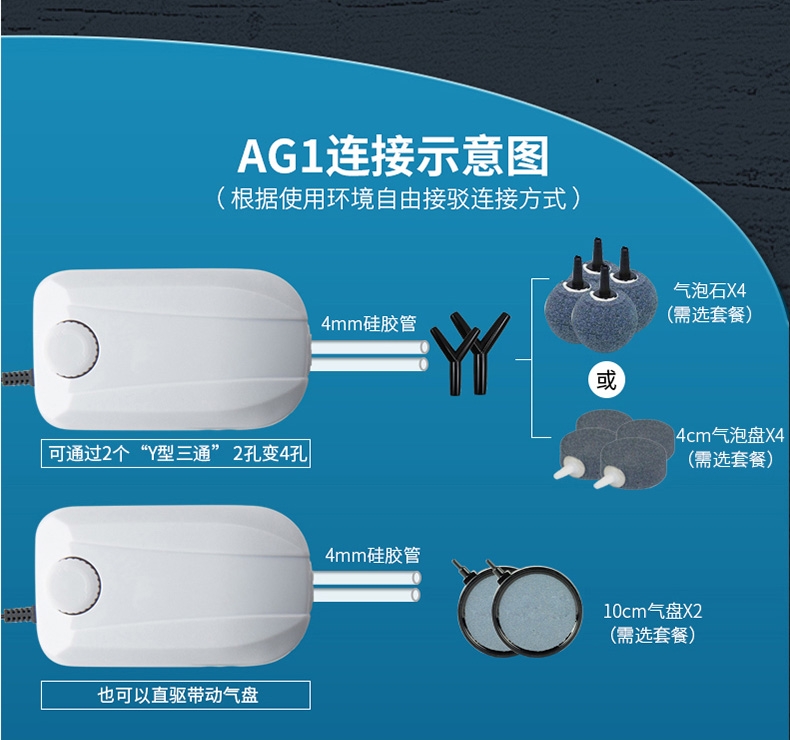 AG1连接示意图
（根据使用环境自由接驳连接方式）
4mm硅胶管
气泡石X4
（需选套餐）
或
4cm气泡盘X4
（需选套餐）
可通过2个“Y型三通” 2孔变4孔
4mm硅胶管
10cm气盘X2
（需选套餐）
也可以直驱带动气盘